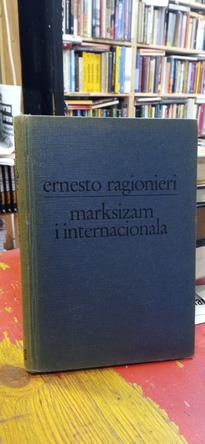 ernesto ragionieri
marksizam
i internacionala